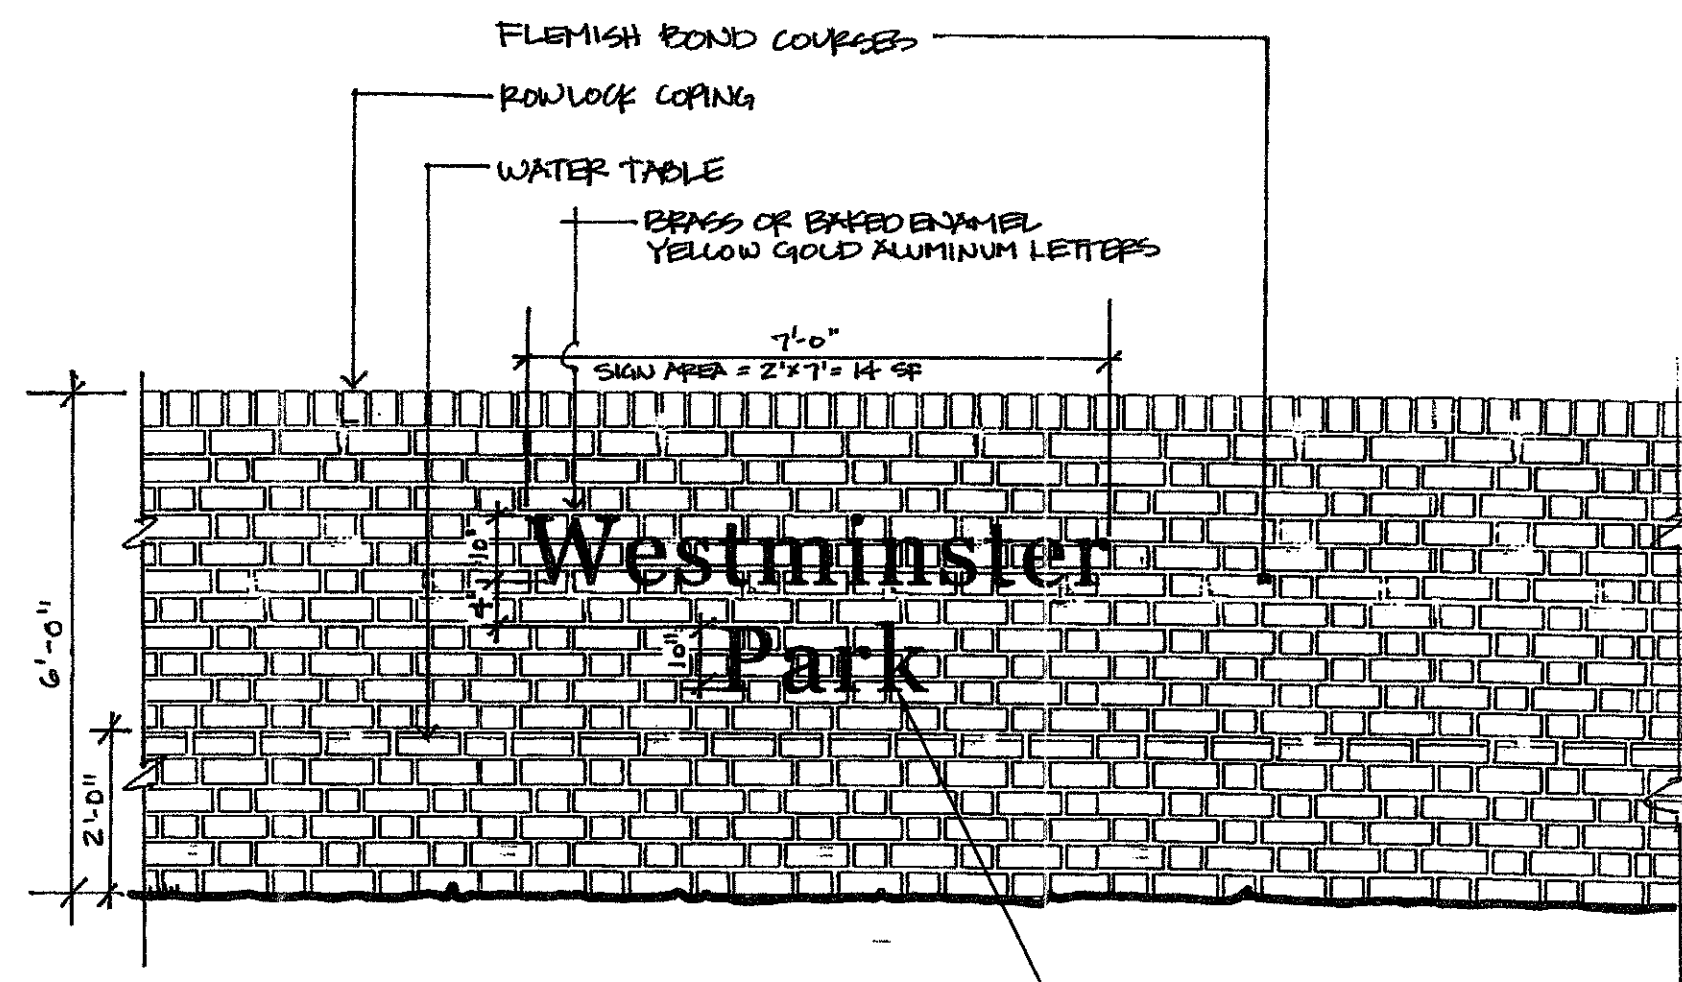 FLEMISH BOND COURSES
ROWLOCK COPING
WATER TABLE
BRASS OR BAKED ENAMEL
YELLOW GOLD ALUMINUM LETTERS
7'-0"
SIGN AREA = 2'x7' = 14 SF
Westminster
10"
4"
Park
10"
6'-0"
2'-0"